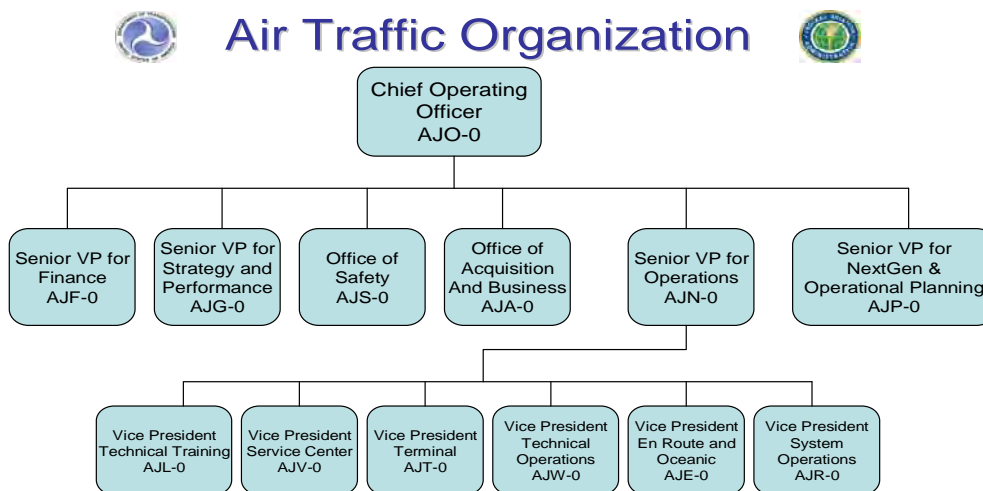 Air Traffic Organization
Chief Operating
Officer
AJO-0
Senior VP for
Finance
AJF-0
Senior VP for
Strategy and
Performance
AJG-0
Office of
Safety
AJS-0
Office of
Acquisition
And Business
AJA-0
Senior VP for
Operations
AJN-0
Senior VP for
NextGen &
Operational Planning
AJP-0
Vice President
Technical Training
AJL-0
Vice President
Service Center
AJV-0
Vice President
Terminal
AJT-0
Vice President
Technical
Operations
AJW-0
Vice President
En Route and
Oceanic
AJE-0
Vice President
System
Operations
AJR-0